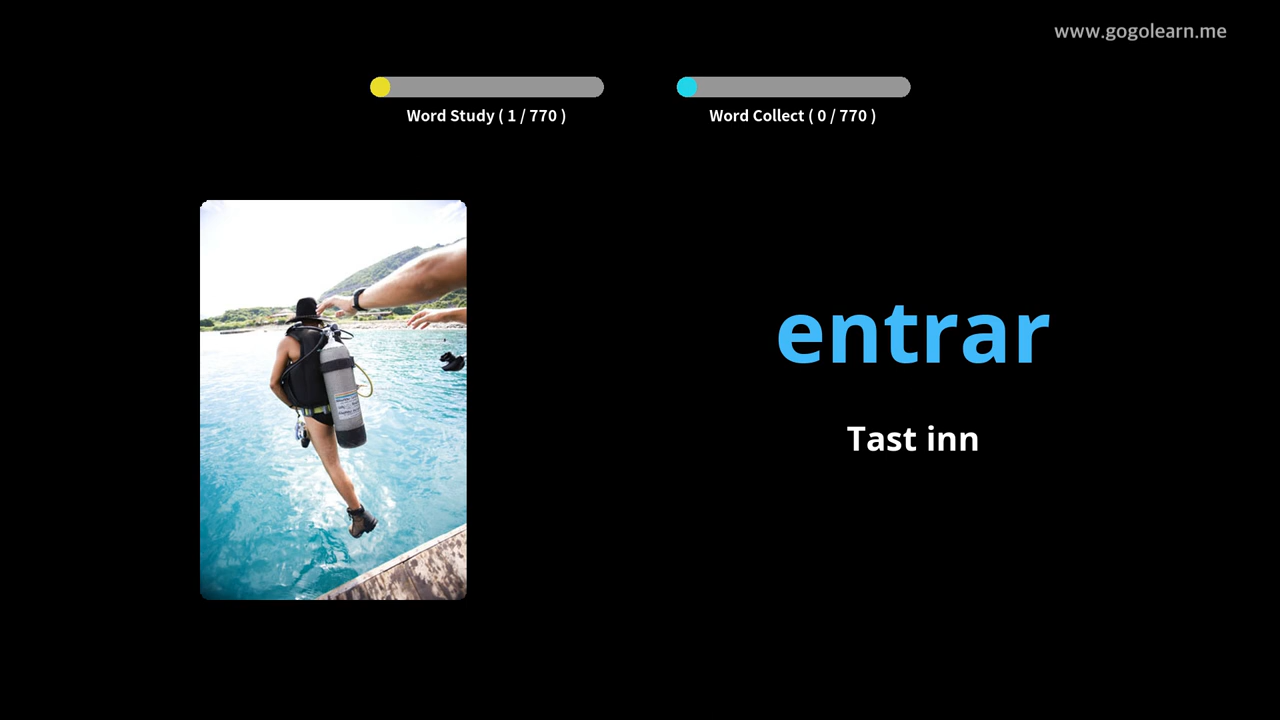 www.gogolearn.me
Word Study ( 1 / 770 )
Word Collect ( 0 / 770 )
entrar
Tast inn